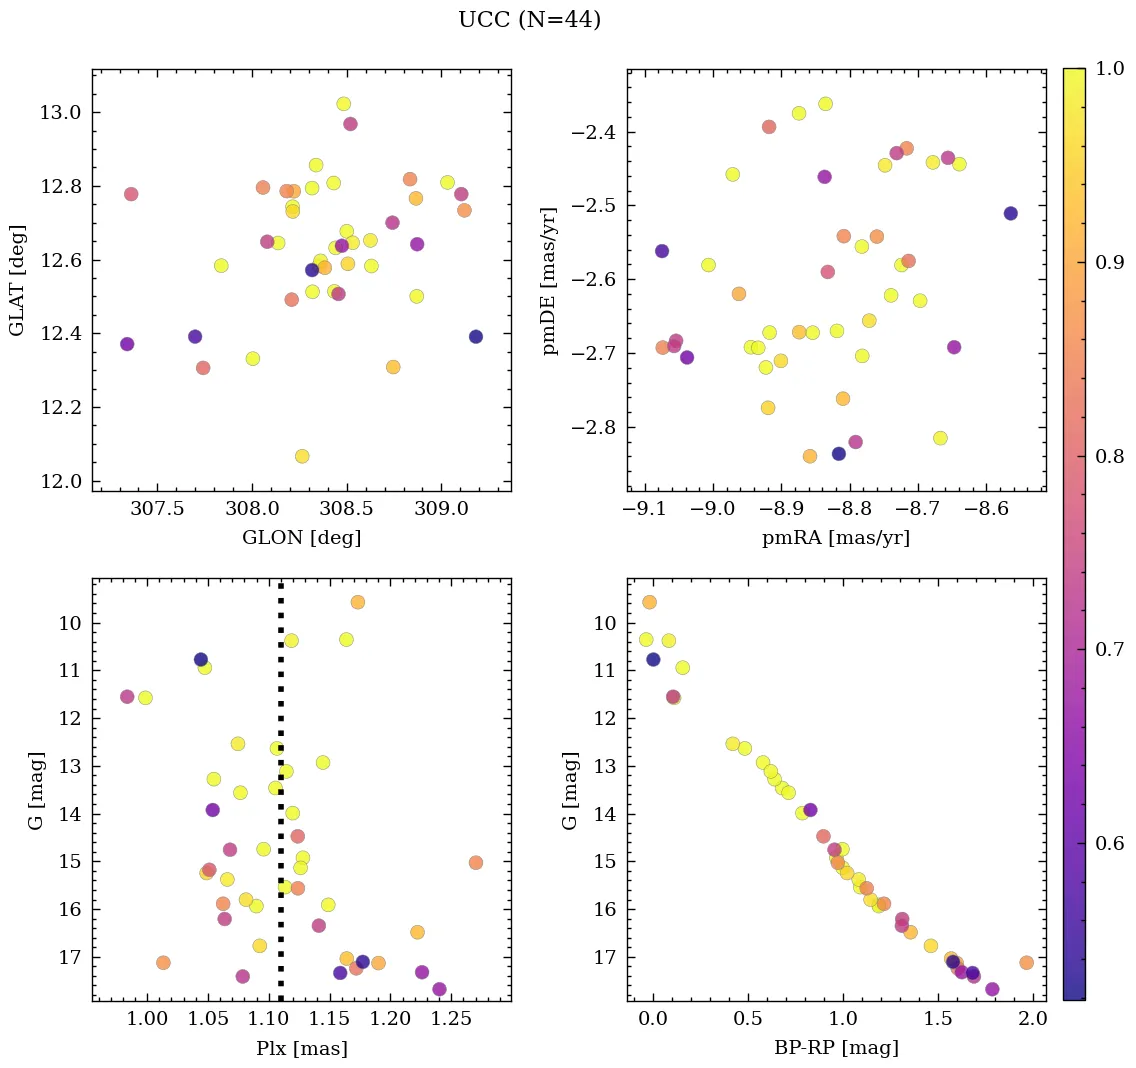 UCC (N=44)
13.0
12.8
12.6
12.4
12.2
12.0
GLAT [deg]
307.5 308.0 308.5 309.0
GLON [deg]
−2.4
−2.5
−2.6
−2.7
−2.8
pmDE [mas/yr]
−9.1 −9.0 −8.9 −8.8 −8.7 −8.6
pmRA [mas/yr]
1.0
0.9
0.8
0.7
0.6
10
11
12
13
14
15
16
17
G [mag]
1.00 1.05 1.10 1.15 1.20 1.25
Plx [mas]
10
11
12
13
14
15
16
17
G [mag]
0.0 0.5 1.0 1.5 2.0
BP-RP [mag]